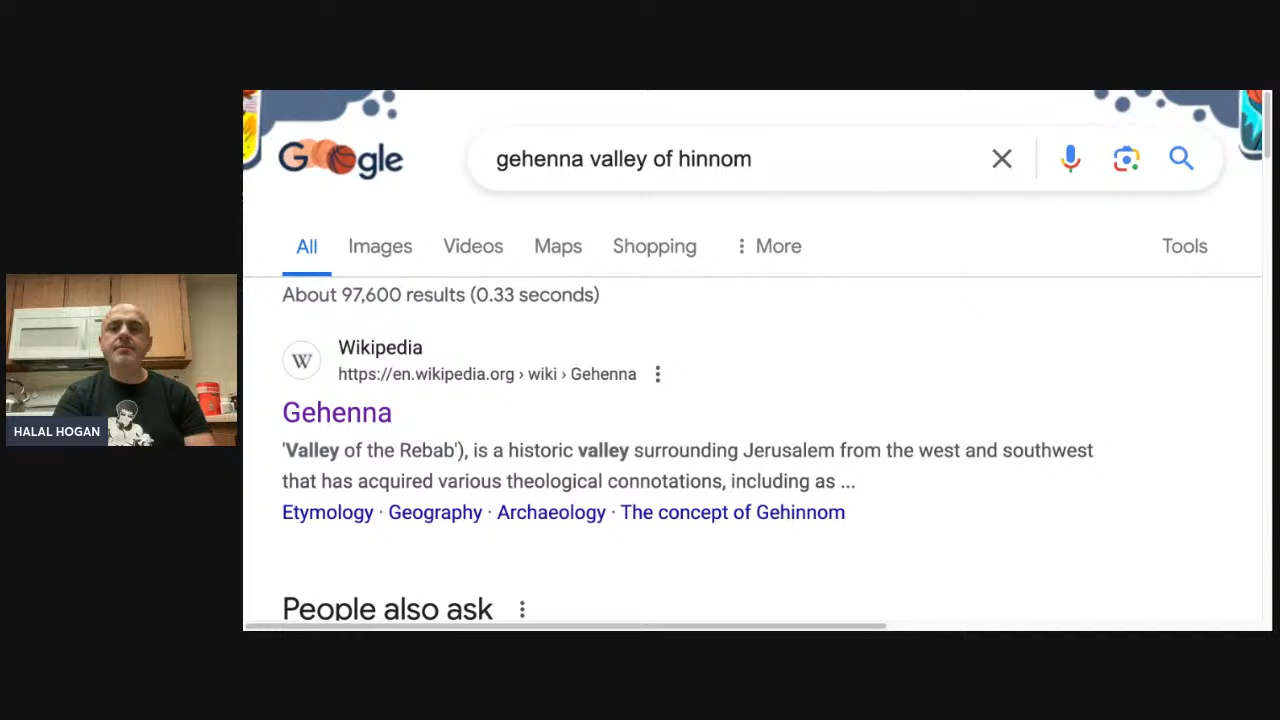 Google
gehenna valley of hinnom
All Images Videos Maps Shopping More Tools
About 97,600 results (0.33 seconds)
W
Wikipedia
https://en.wikipedia.org › wiki › Gehenna
Gehenna
'Valley of the Rebab'), is a historic valley surrounding Jerusalem from the west and southwest
that has acquired various theological connotations, including as ...
Etymology · Geography · Archaeology · The concept of Gehinnom
People also ask
HALAL HOGAN